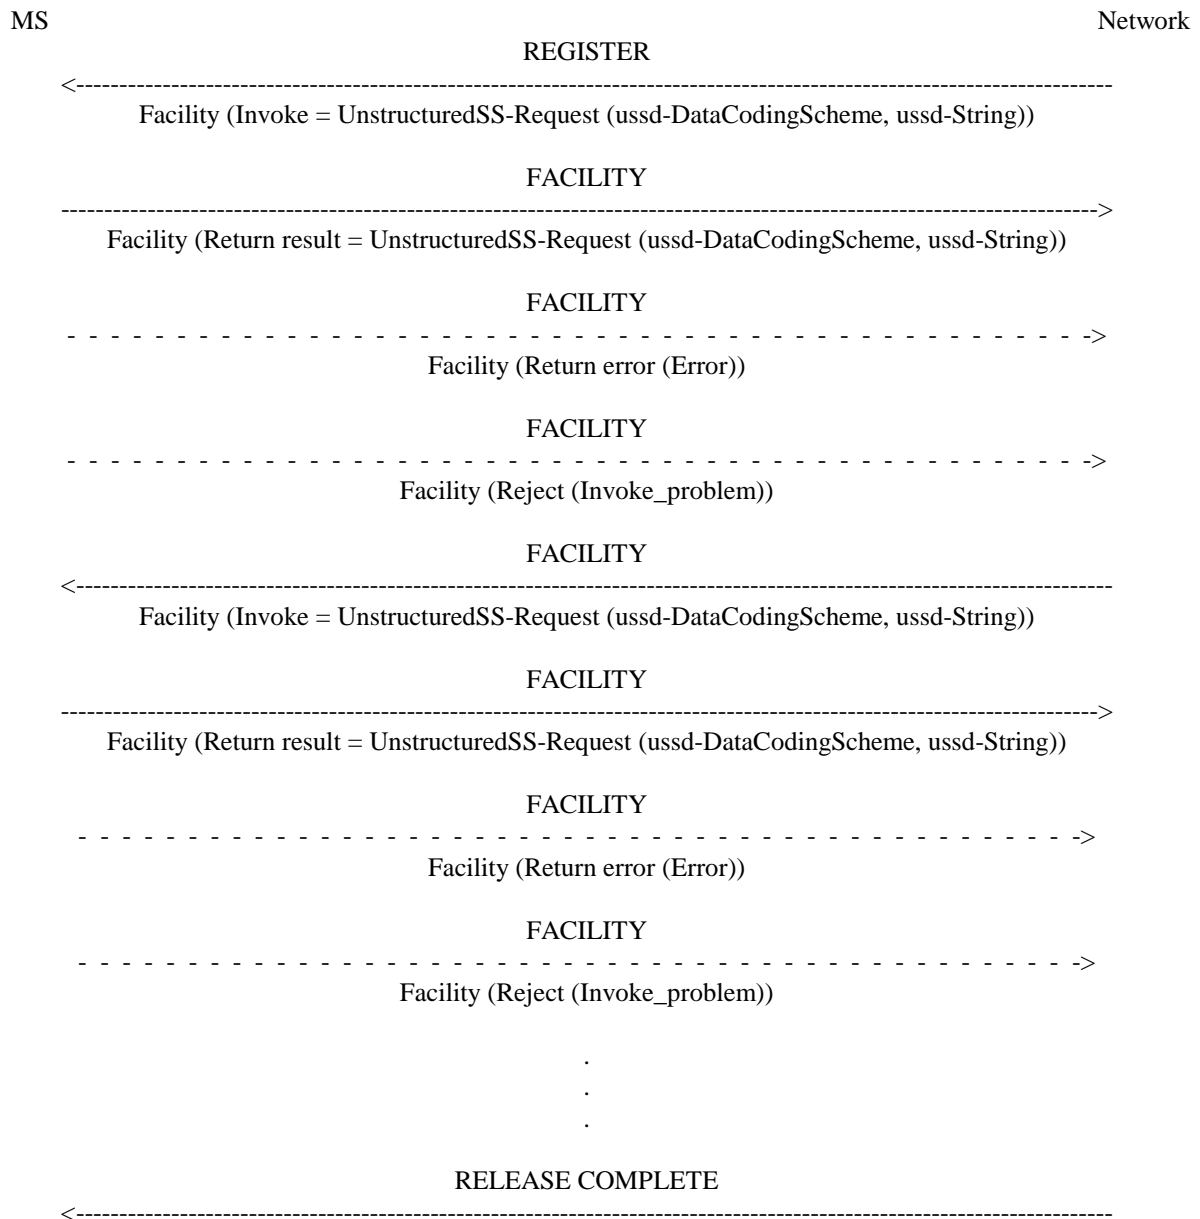 MS Network
REGISTER
<------------------------------------------------------------------------------------------------------------------------
Facility (Invoke = UnstructuredSS-Request (ussd-DataCodingScheme, ussd-String))
FACILITY
------------------------------------------------------------------------------------------------------------------------>
Facility (Return result = UnstructuredSS-Request (ussd-DataCodingScheme, ussd-String))
FACILITY
- - - - - - - - - - - - - - - - - - - - - - - - - - - - - - - - - - - - - - - - - - - - - - ->
Facility (Return error (Error))
FACILITY
- - - - - - - - - - - - - - - - - - - - - - - - - - - - - - - - - - - - - - - - - - - - - - ->
Facility (Reject (Invoke_problem))
FACILITY
<------------------------------------------------------------------------------------------------------------------------
Facility (Invoke = UnstructuredSS-Request (ussd-DataCodingScheme, ussd-String))
FACILITY
------------------------------------------------------------------------------------------------------------------------>
Facility (Return result = UnstructuredSS-Request (ussd-DataCodingScheme, ussd-String))
FACILITY
- - - - - - - - - - - - - - - - - - - - - - - - - - - - - - - - - - - - - - - - - - - - - ->
Facility (Return error (Error))
FACILITY
- - - - - - - - - - - - - - - - - - - - - - - - - - - - - - - - - - - - - - - - - - - - - ->
Facility (Reject (Invoke_problem))
.
.
.
RELEASE COMPLETE
<------------------------------------------------------------------------------------------------------------------------